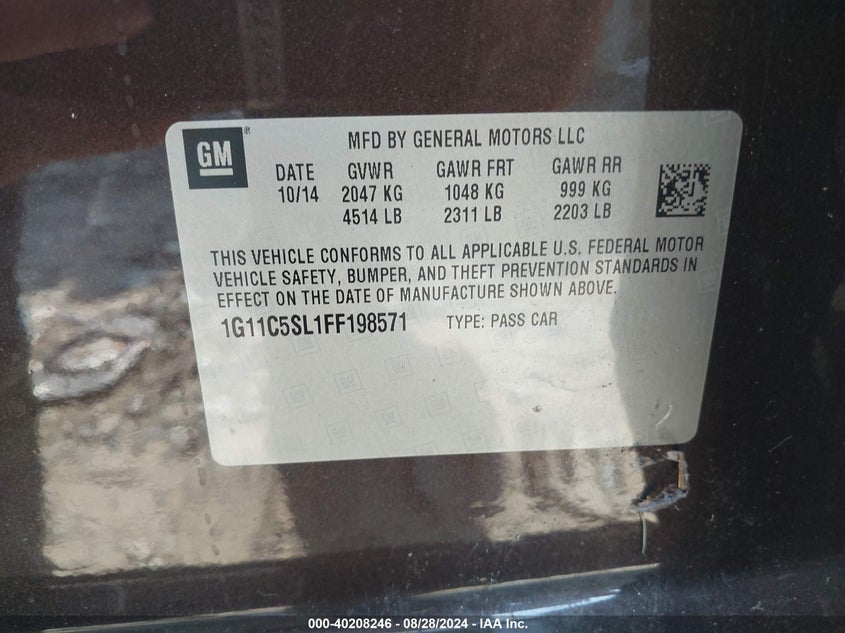 GM
MFD BY GENERAL MOTORS LLC
DATE GVWR GAWR FRT GAWR RR
10/14 2047 KG 1048 KG 999 KG
4514 LB 2311 LB 2203 LB
THIS VEHICLE CONFORMS TO ALL APPLICABLE U.S. FEDERAL MOTOR
VEHICLE SAFETY, BUMPER, AND THEFT PREVENTION STANDARDS IN
EFFECT ON THE DATE OF MANUFACTURE SHOWN ABOVE.
1G11C5SL1FF198571 TYPE: PASS CAR
000-40208246 - 08/28/2024 - IAA Inc.